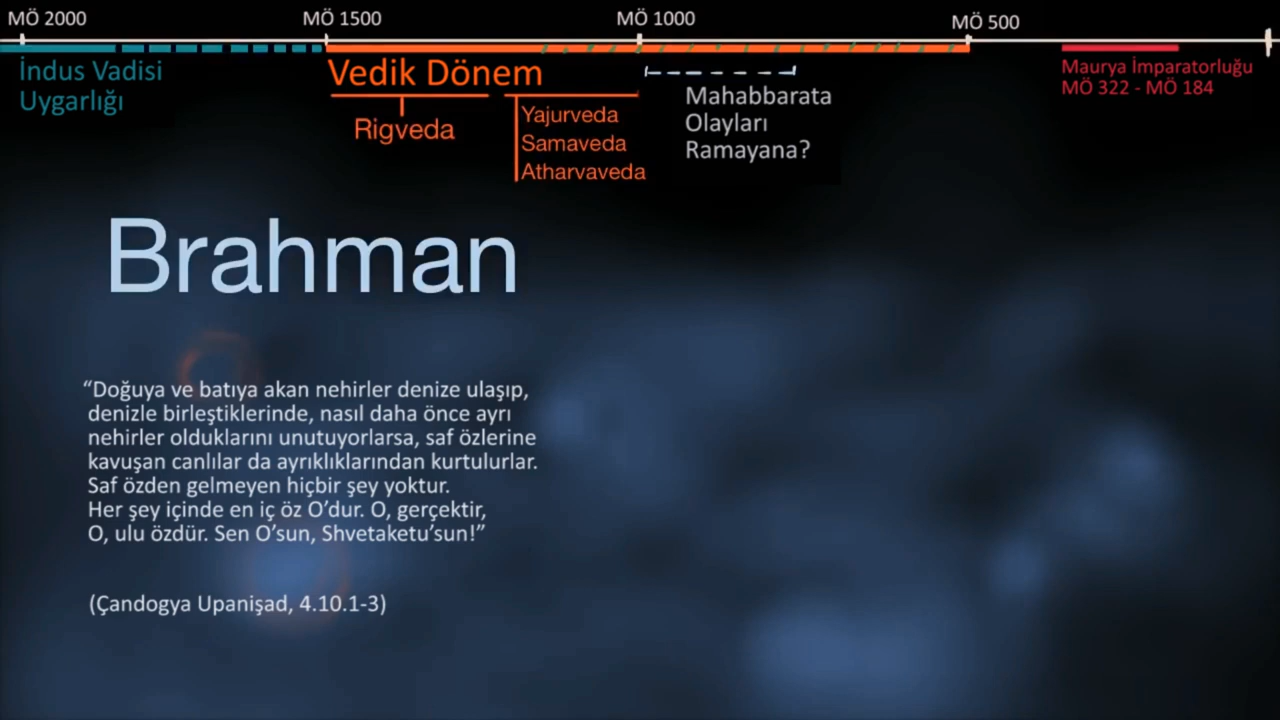 MÖ 2000
MÖ 1500
MÖ 1000
MÖ 500
İndus Vadisi
Uygarlığı
Vedik Dönem
Rigveda
Yajurveda
Samaveda
Atharvaveda
Mahabbarata
Olayları
Ramayana?
Maurya İmparatorluğu
MÖ 322 - MÖ 184
Brahman
“Doğuya ve batıya akan nehirler denize ulaşıp,
denizle birleştiklerinde, nasıl daha önce ayrı
nehirler olduklarını unutuyorlarsa, saf özlerine
kavuşan canlılar da ayrıklıklarından kurtulurlar.
Saf özden gelmeyen hiçbir şey yoktur.
Her şey içinde en iç öz O’dur. O, gerçektir,
O, ulu özdür. Sen O’sun, Shvetaketu’sun!”
(Çandogya Upanişad, 4.10.1-3)